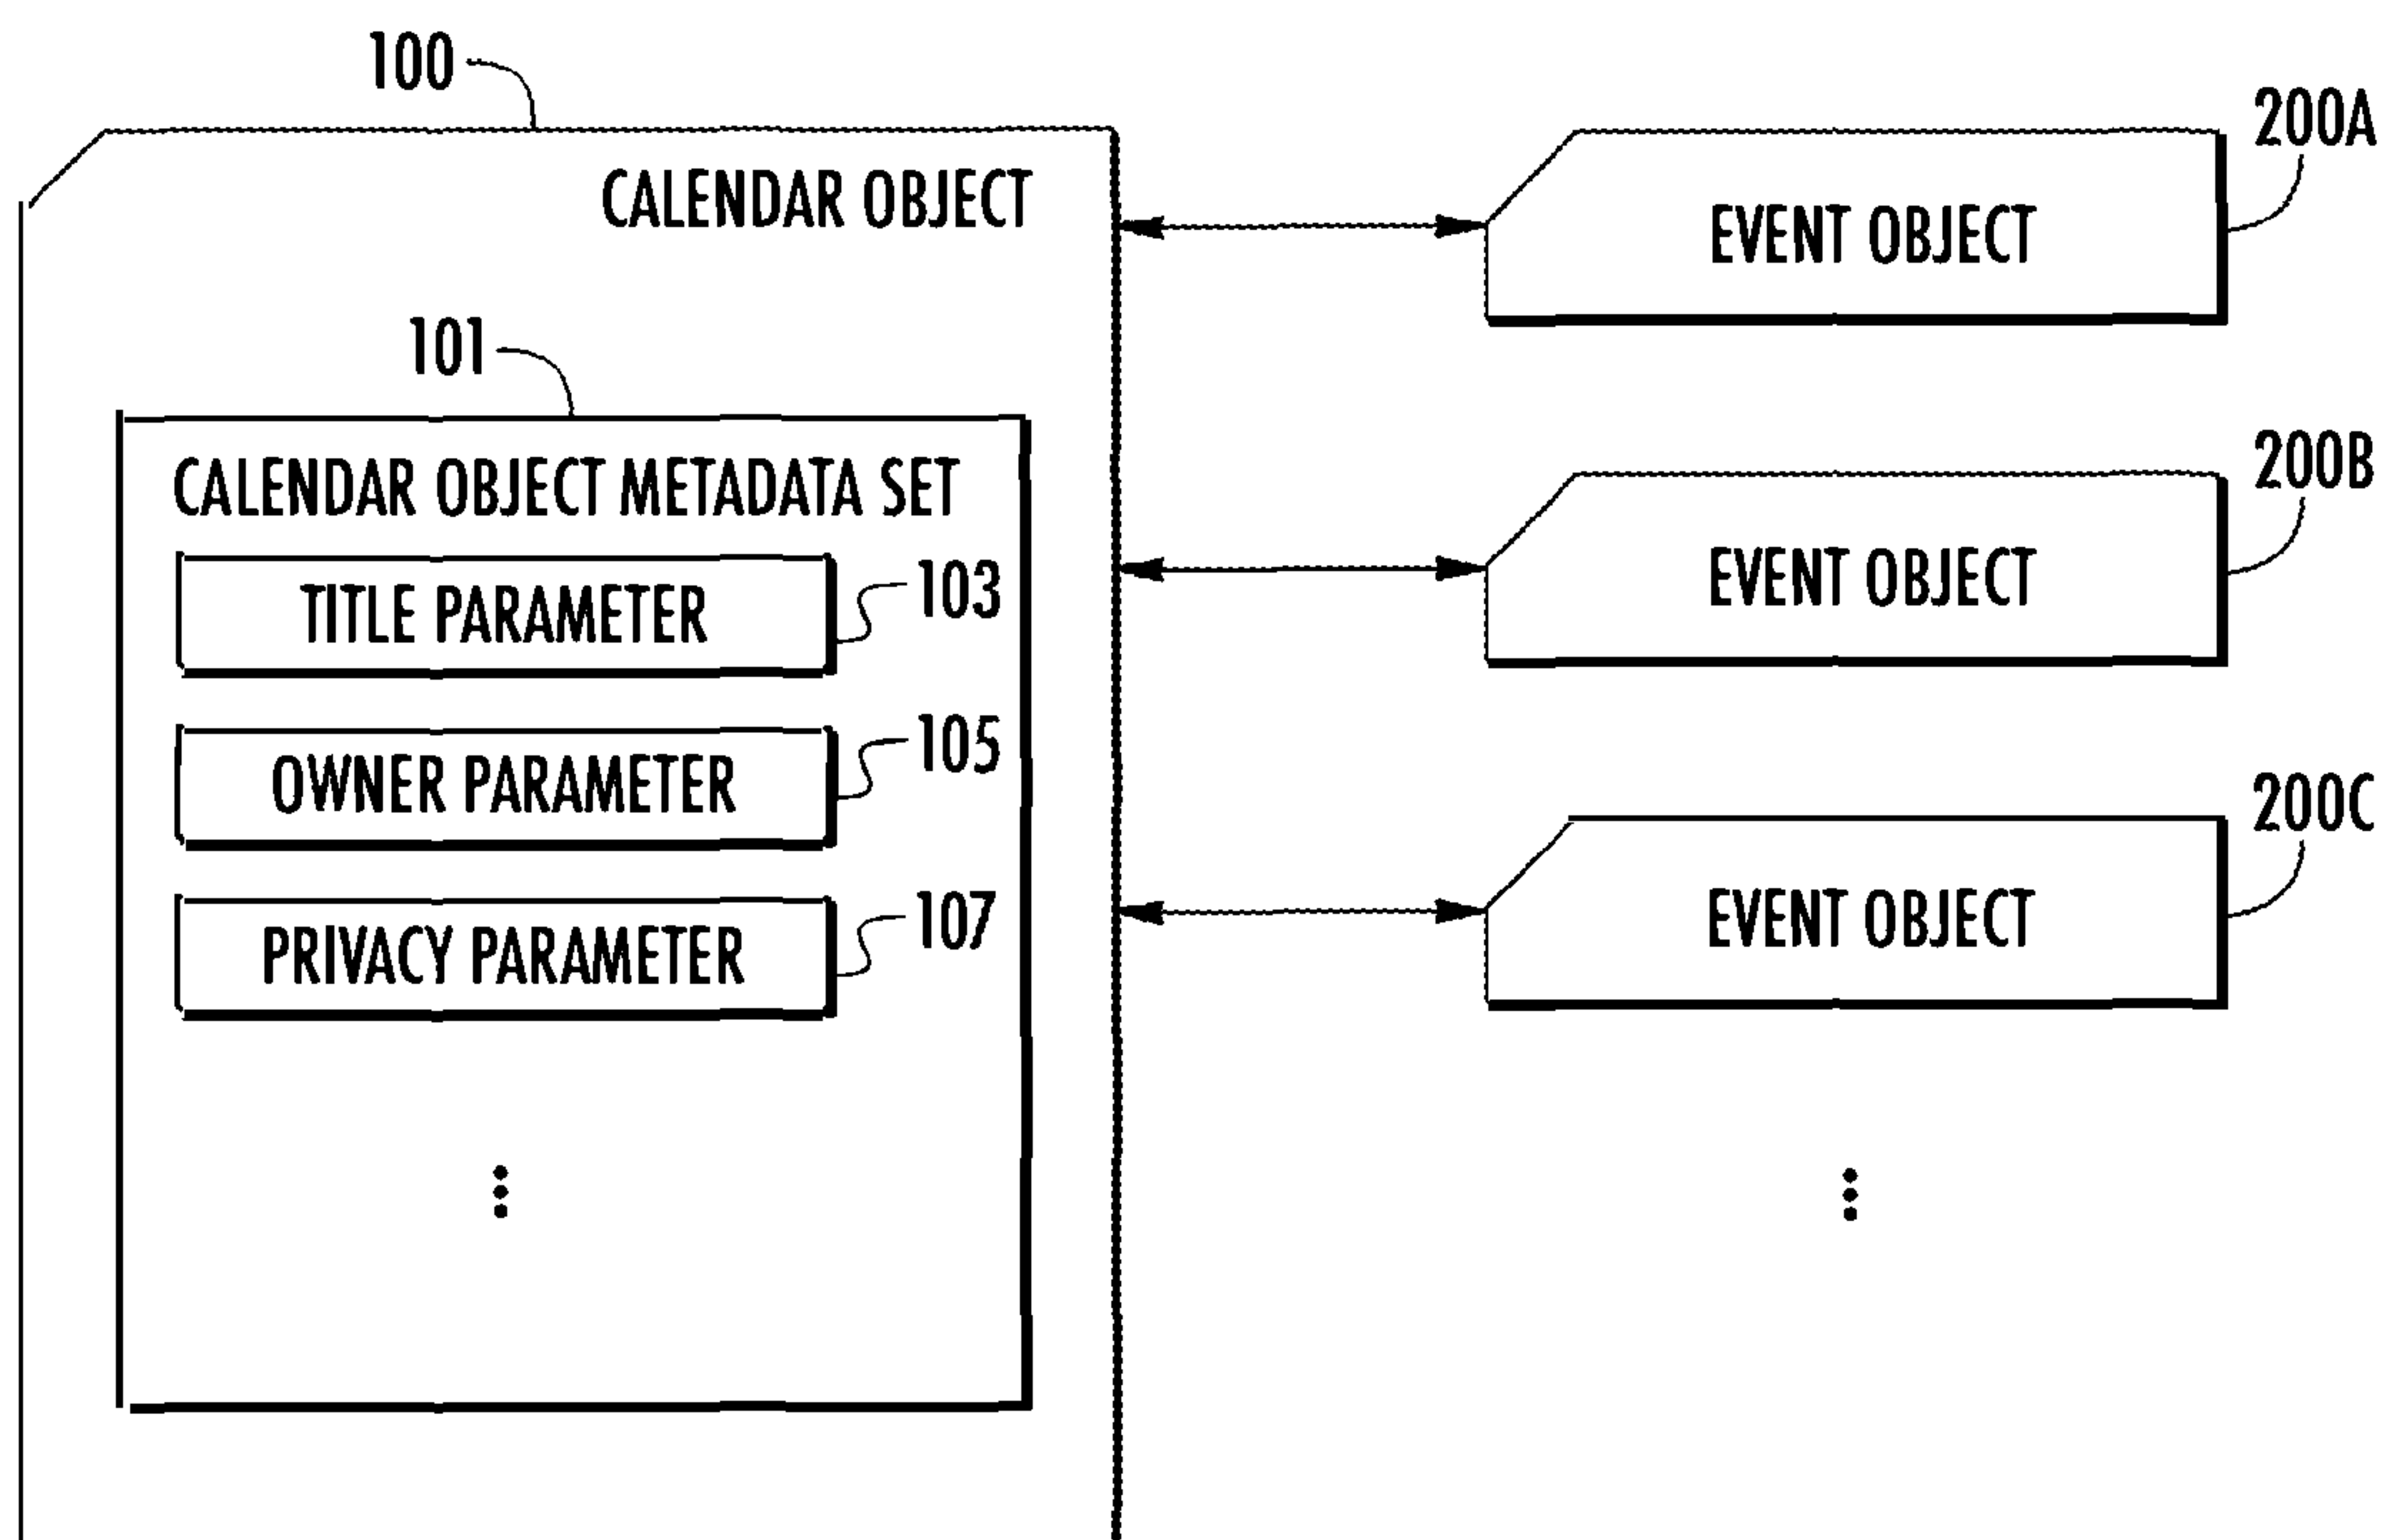 100
CALENDAR OBJECT
101
CALENDAR OBJECT METADATA SET
TITLE PARAMETER
103
OWNER PARAMETER
105
PRIVACY PARAMETER
107
200A
EVENT OBJECT
200B
EVENT OBJECT
200C
EVENT OBJECT